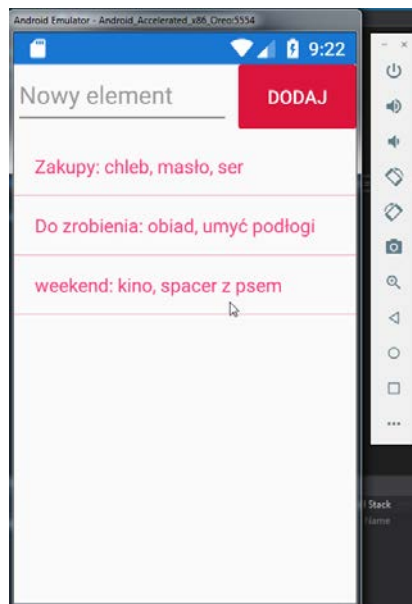 Android Emulator - Android_Accelerated_x86_Oreo:5554
9:22
Nowy element
DODAJ
Zakupy: chleb, masło, ser
Do zrobienia: obiad, umyć podłogi
weekend: kino, spacer z psem
Stack
Name